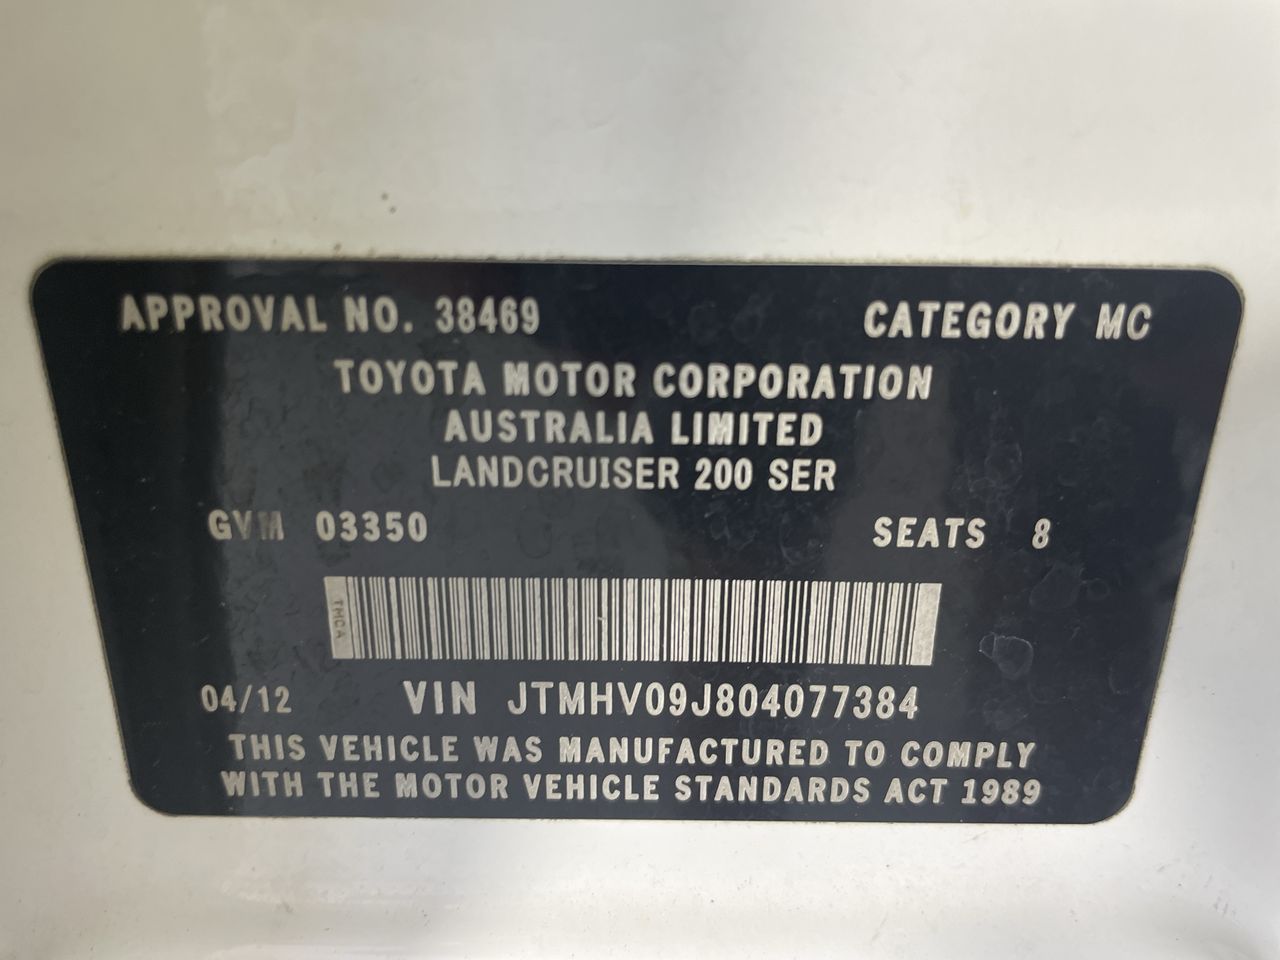 APPROVAL NO. 38469 CATEGORY MC
TOYOTA MOTOR CORPORATION
AUSTRALIA LIMITED
LANDCRUISER 200 SER
GVM 03350 SEATS 8
TMCA
04/12 VIN JTMHV09J804077384
THIS VEHICLE WAS MANUFACTURED TO COMPLY
WITH THE MOTOR VEHICLE STANDARDS ACT 1989